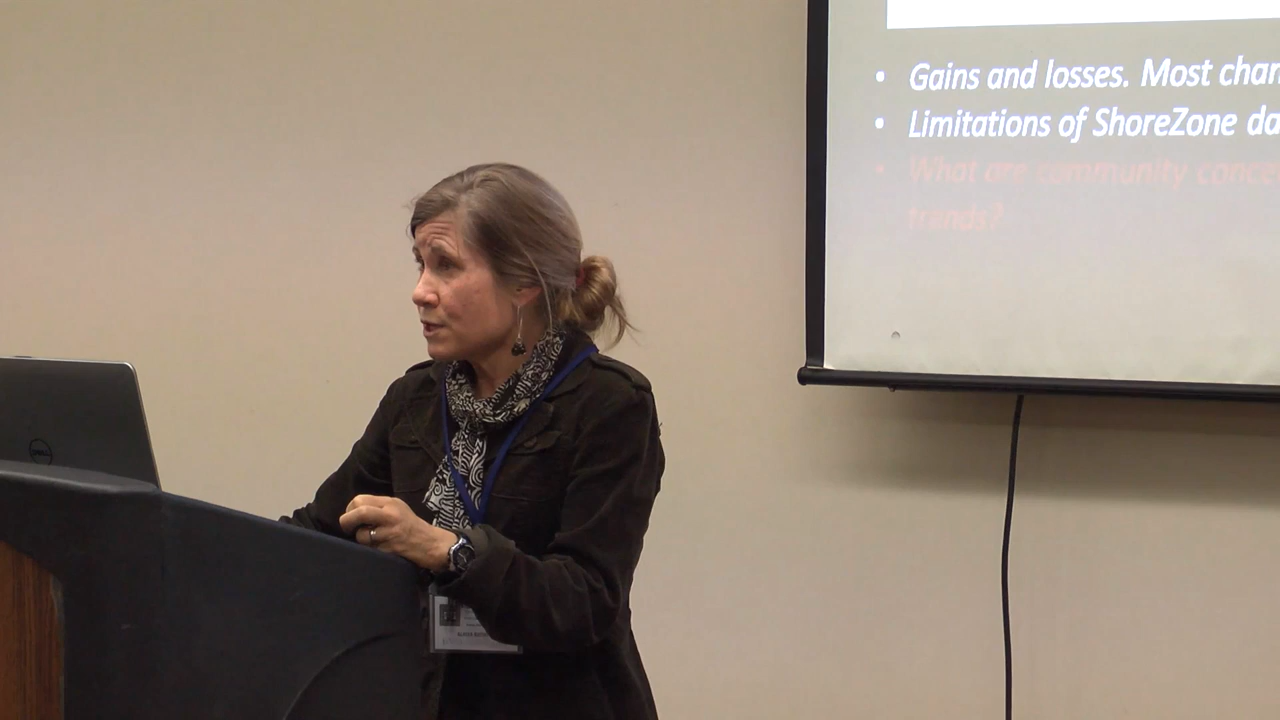 • Gains and losses. Most chan
• Limitations of ShoreZone da
• What are community conce
trends?
DELL